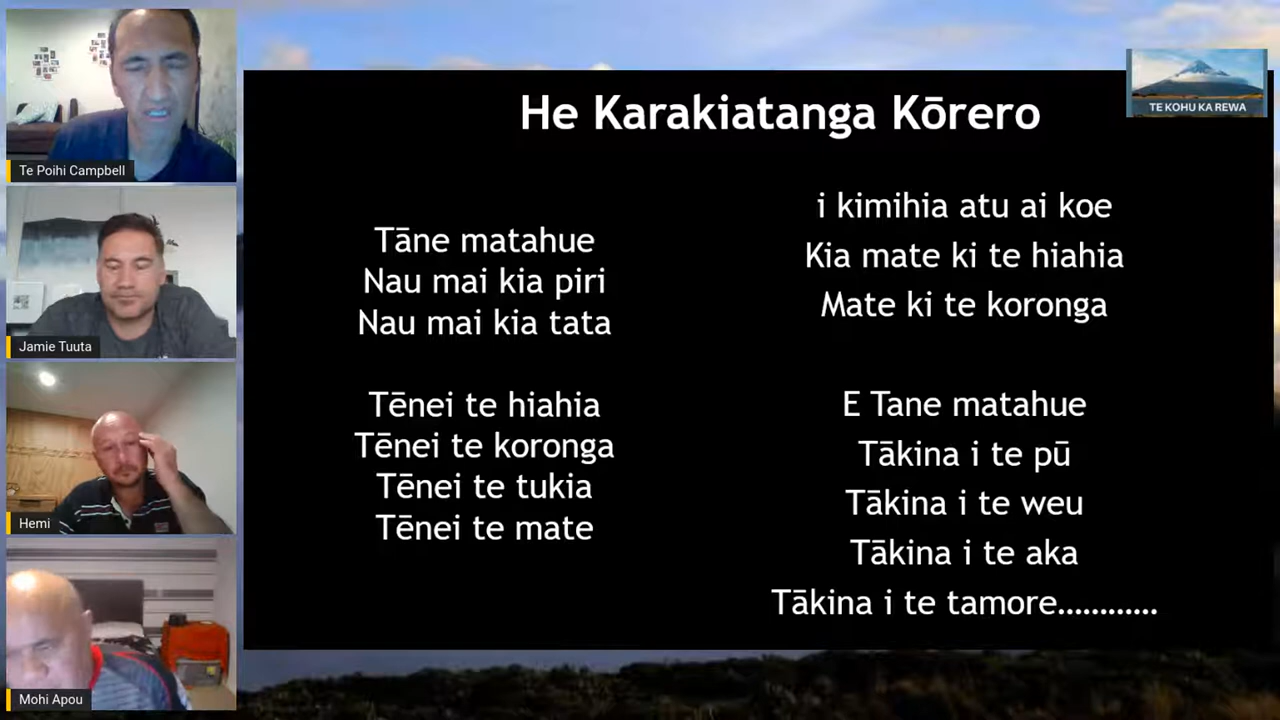 He Karakiatanga Kōrero
TE KOHU KA REWA
Tāne matahue
Nau mai kia piri
Nau mai kia tata
Tēnei te hiahia
Tēnei te koronga
Tēnei te tukia
Tēnei te mate
i kimihia atu ai koe
Kia mate ki te hiahia
Mate ki te koronga
E Tane matahue
Tākina i te pū
Tākina i te weu
Tākina i te aka
Tākina i te tamore............
Te Poihi Campbell
Jamie Tuuta
Hemi
Mohi Apou